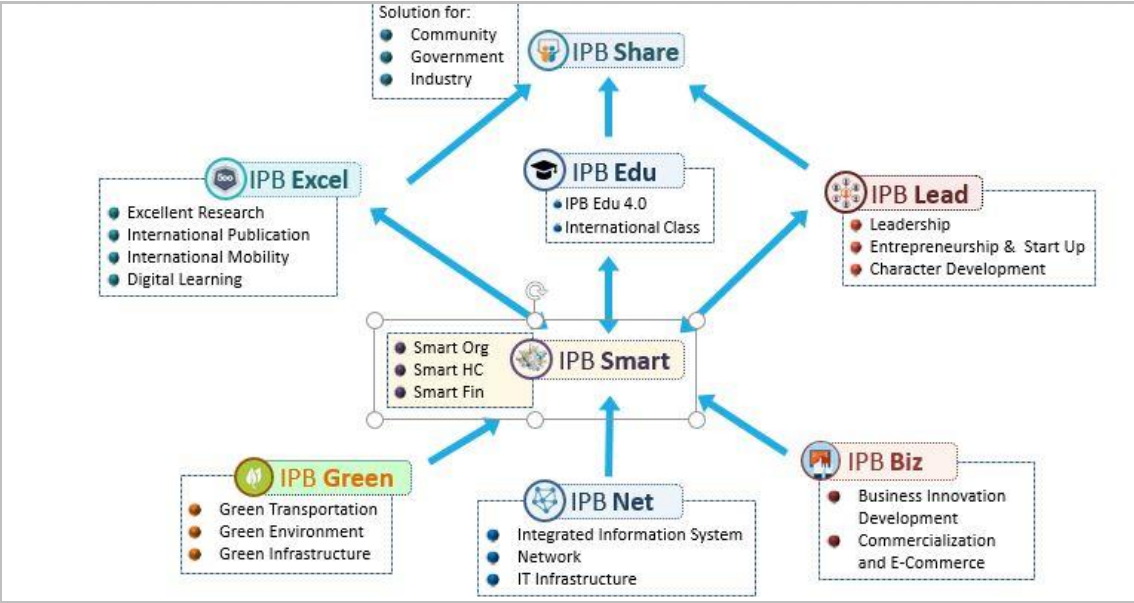 Solution for:
Community
Government
Industry
IPB Share
IPB Excel
Excellent Research
International Publication
International Mobility
Digital Learning
IPB Edu
IPB Edu 4.0
International Class
IPB Lead
Leadership
Entrepreneurship & Start Up
Character Development
Smart Org
Smart HC
Smart Fin
IPB Smart
IPB Green
Green Transportation
Green Environment
Green Infrastructure
IPB Net
Integrated Information System
Network
IT Infrastructure
IPB Biz
Business Innovation
Development
Commercialization
and E-Commerce
500